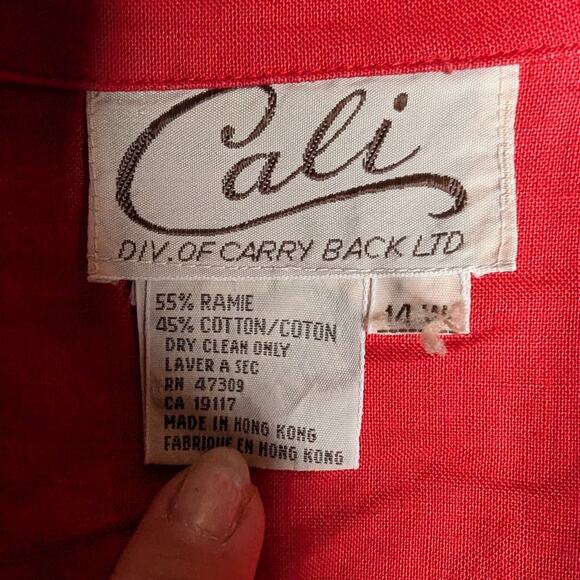 Cali
DIV. OF CARRY BACK LTD
55% RAMIE
45% COTTON/COTON
DRY CLEAN ONLY
LAVER A SEC
RN 47309
CA 19117
MADE IN HONG KONG
FABRIQUE EN HONG KONG
14 W